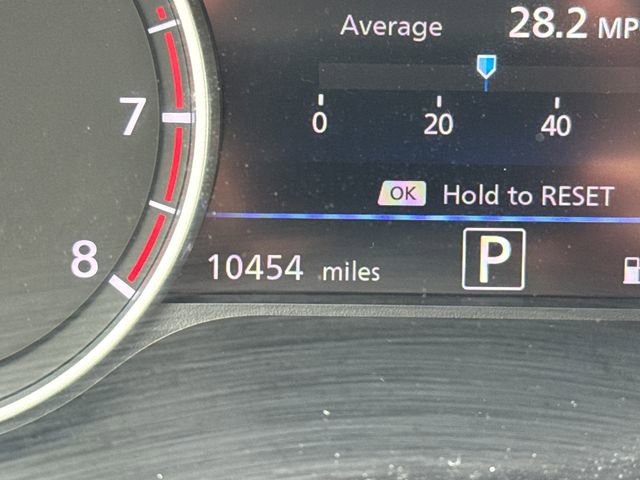 Average 28.2 MP
7
0 20 40
OK Hold to RESET
8
10454 miles P